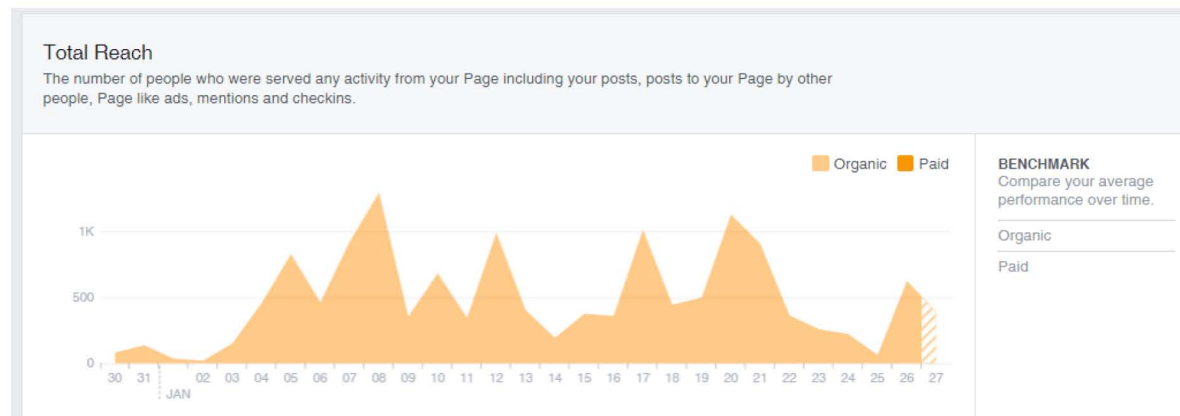 Total Reach
The number of people who were served any activity from your Page including your posts, posts to your Page by other
people, Page like ads, mentions and checkins.
Organic Paid
BENCHMARK
Compare your average
performance over time.
Organic
Paid
1K
500
0
30 31 02 03 04 05 06 07 08 09 10 11 12 13 14 15 16 17 18 19 20 21 22 23 24 25 26 27
JAN